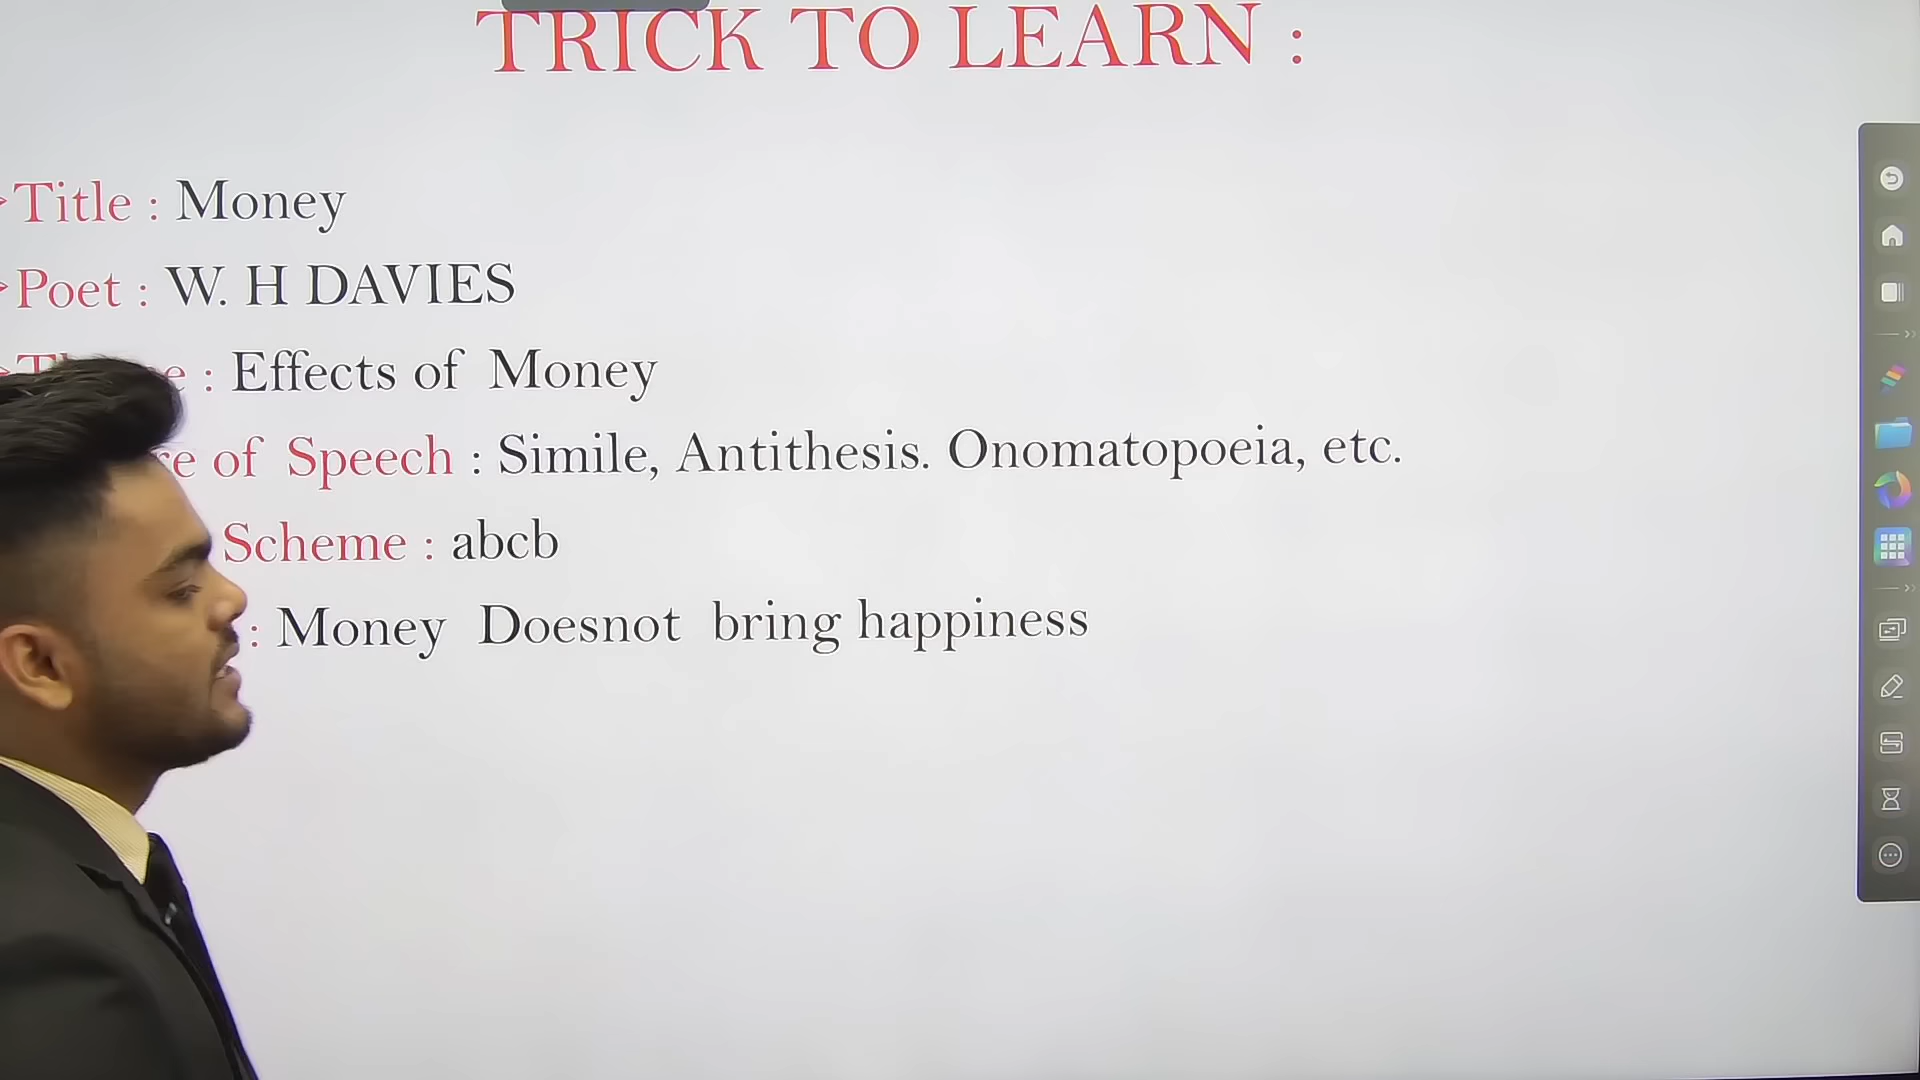 TRICK TO LEARN :
Title : Money
Poet : W. H DAVIES
: Effects of Money
of Speech : Simile, Antithesis. Onomatopoeia, etc.
Scheme : abcb
: Money Doesnot bring happiness